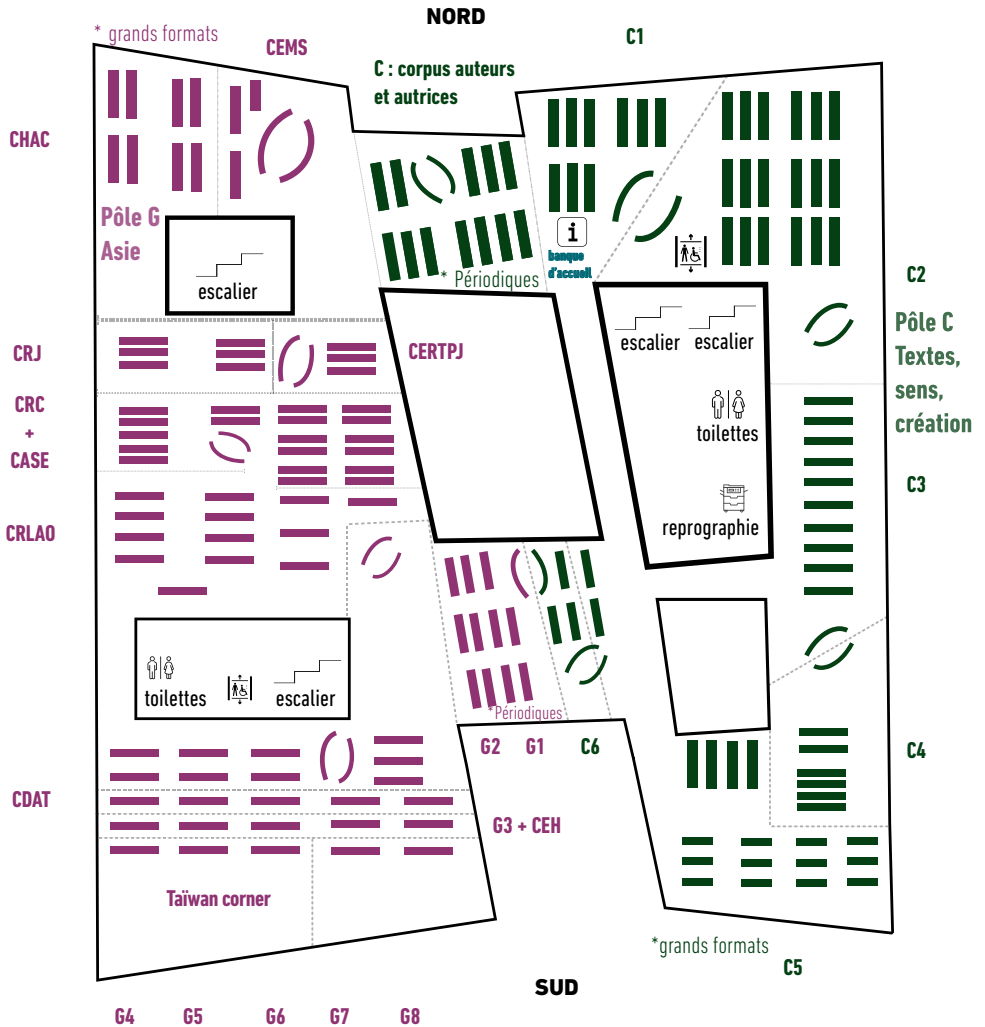 NORD
* grands formats
CEMS
C1
C : corpus auteurs
et autrices
CHAC
Pôle G
Asie
i
banque
d'accueil
* Périodiques
escalier
C2
escalier
escalier
Pôle C
Textes,
sens,
création
CRJ
CERTPJ
CRC
+
CASE
toilettes
C3
CRLAO
reprographie
toilettes
escalier
*Périodiques
G2
G1
C6
C4
CDAT
G3 + CEH
Taïwan corner
*grands formats
C5
SUD
G4
G5
G6
G7
G8